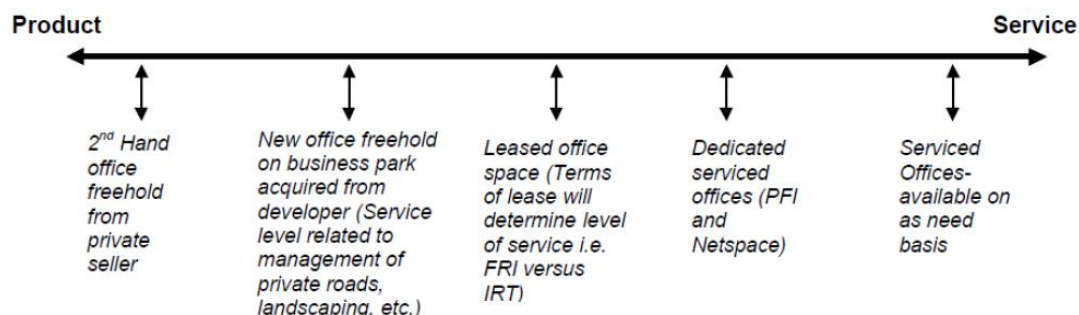 Product
Service
2nd Hand
office
freehold
from
private
seller
New office freehold
on business park
acquired from
developer (Service
level related to
management of
private roads,
landscaping, etc.)
Leased office
space (Terms
of lease will
determine level
of service i.e.
FRI versus
IRT)
Dedicated
serviced
offices (PFI
and
Netspace)
Serviced
Offices-
available on
as need
basis